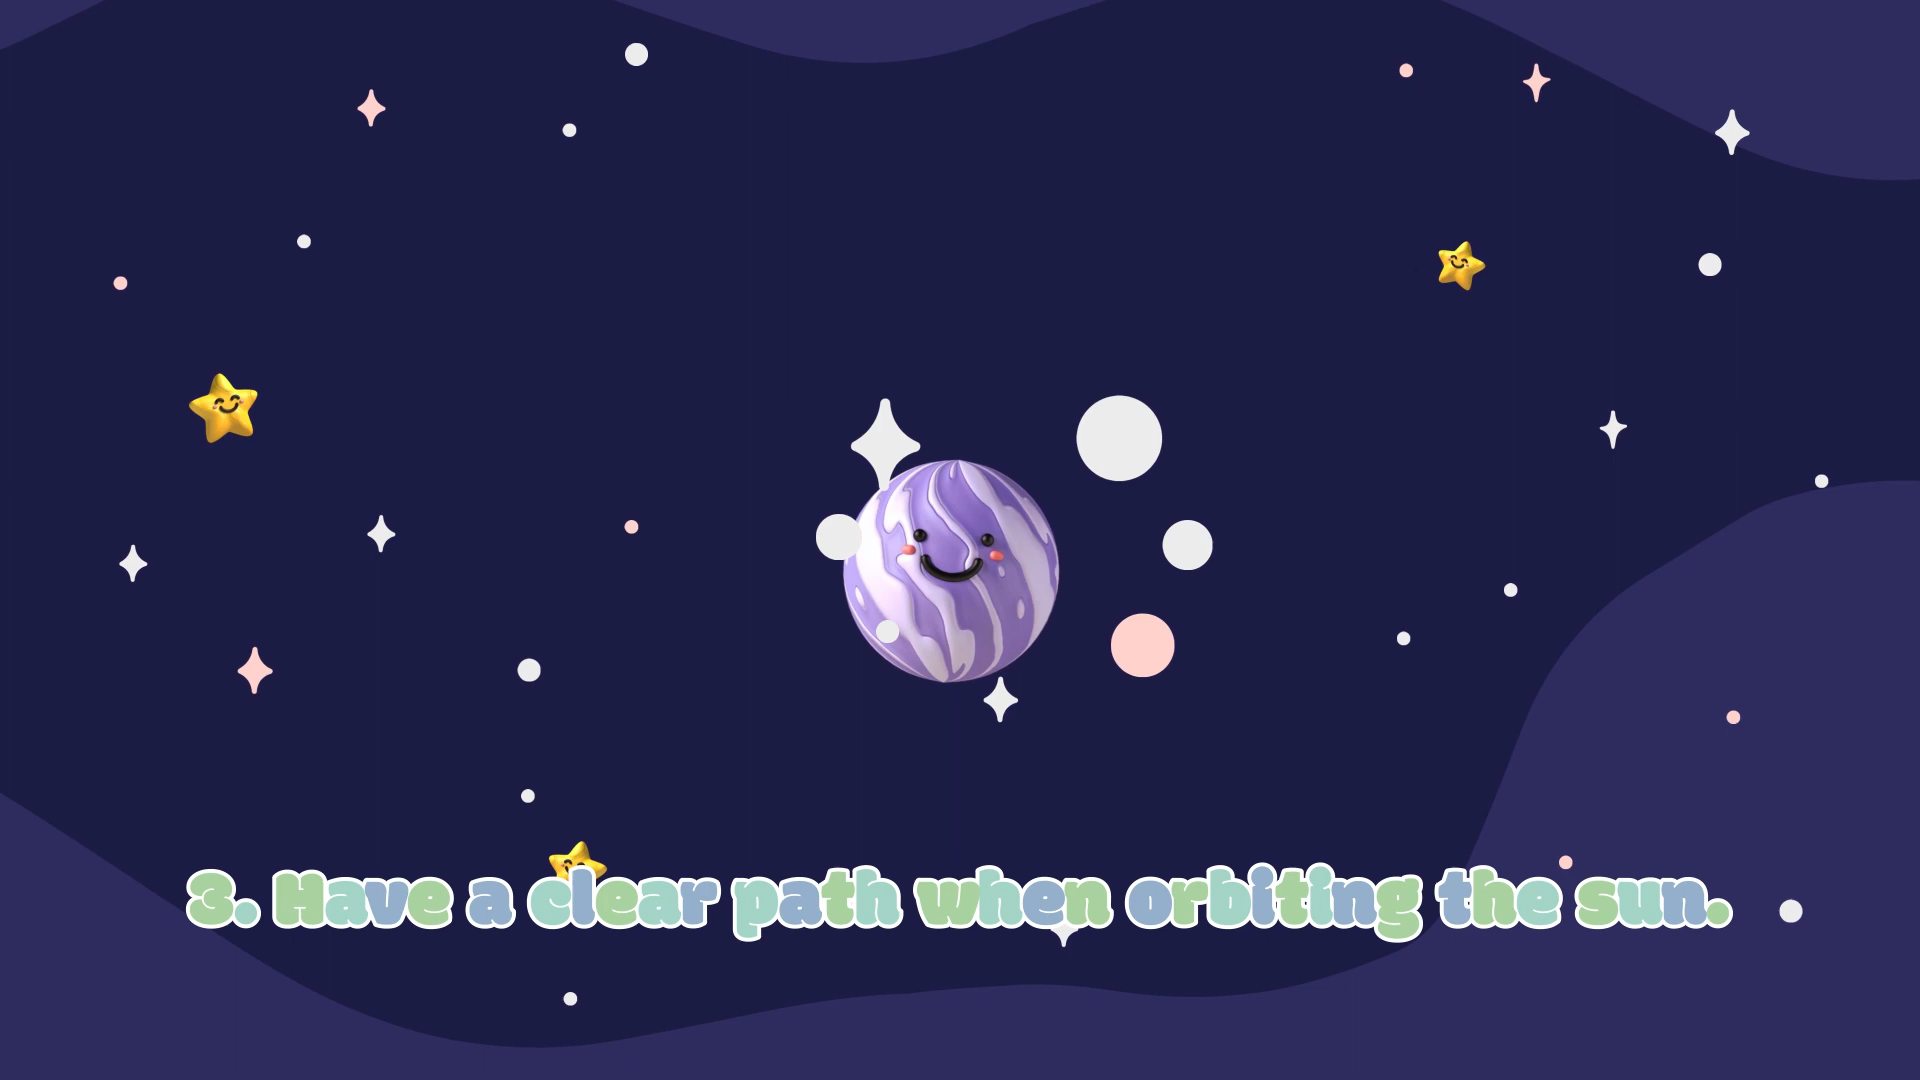 3. Have a clear path when orbiting the sun.